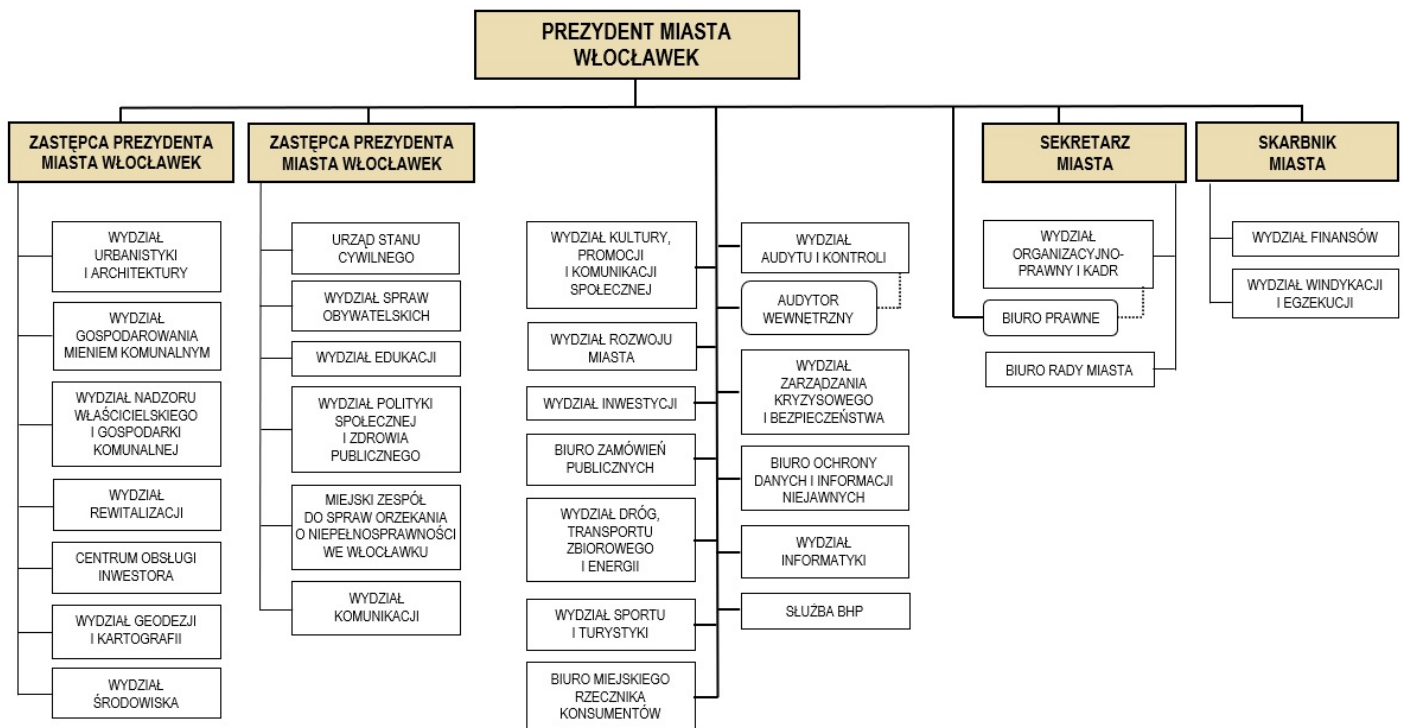 PREZYDENT MIASTA
WŁOCŁAWEK
ZASTĘPCA PREZYDENTA
MIASTA WŁOCŁAWEK
WYDZIAŁ
URBANISTYKI
I ARCHITEKTURY
WYDZIAŁ
GOSPODAROWANIA
MIENIEM KOMUNALNYM
WYDZIAŁ NADZORU
WŁAŚCICIELSKIEGO
I GOSPODARKI
KOMUNALNEJ
WYDZIAŁ
REWITALIZACJI
CENTRUM OBSŁUGI
INWESTORA
WYDZIAŁ GEODEZJI
I KARTOGRAFII
WYDZIAŁ
ŚRODOWISKA
ZASTĘPCA PREZYDENTA
MIASTA WŁOCŁAWEK
URZĄD STANU
CYWILNEGO
WYDZIAŁ SPRAW
OBYWATELSKICH
WYDZIAŁ EDUKACJI
WYDZIAŁ POLITYKI
SPOŁECZNEJ
I ZDROWIA
PUBLICZNEGO
MIEJSKI ZESPÓŁ
DO SPRAW ORZEKANIA
O NIEPEŁNOSPRAWNOŚCI
WE WŁOCŁAWKU
WYDZIAŁ
KOMUNIKACJI
WYDZIAŁ KULTURY,
PROMOCJI
I KOMUNIKACJI
SPOŁECZNEJ
WYDZIAŁ ROZWOJU
MIASTA
WYDZIAŁ INWESTYCJI
BIURO ZAMÓWIEŃ
PUBLICZNYCH
WYDZIAŁ DRÓG,
TRANSPORTU
ZBIOROWEGO
I ENERGII
WYDZIAŁ SPORTU
I TURYSTYKI
BIURO MIEJSKIEGO
RZECZNIKA
KONSUMENTÓW
WYDZIAŁ
AUDYTU I KONTROLI
AUDYTOR
WEWNĘTRZNY
WYDZIAŁ
ZARZĄDZANIA
KRYZYSOWEGO
I BEZPIECZEŃSTWA
BIURO OCHRONY
DANYCH I INFORMACJI
NIEJAWNYCH
WYDZIAŁ
INFORMATYKI
SŁUŻBA BHP
SEKRETARZ
MIASTA
WYDZIAŁ
ORGANIZACYJNO-
PRAWNY I KADR
BIURO PRAWNE
BIURO RADY MIASTA
SKARBNIK
MIASTA
WYDZIAŁ FINANSÓW
WYDZIAŁ WINDYKACJI
I EGZEKUCJI